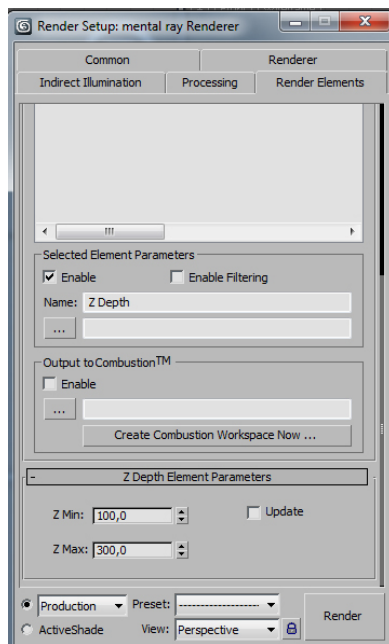 Render Setup: mental ray Renderer
Common Renderer
Indirect Illumination Processing Render Elements
Selected Element Parameters
Enable Enable Filtering
Name: Z Depth
...
Output to Combustion™
Enable
...
Create Combustion Workspace Now ...
- Z Depth Element Parameters
Z Min: 100,0 Update
Z Max: 300,0
Production Preset: --------------------
ActiveShade View: Perspective Render